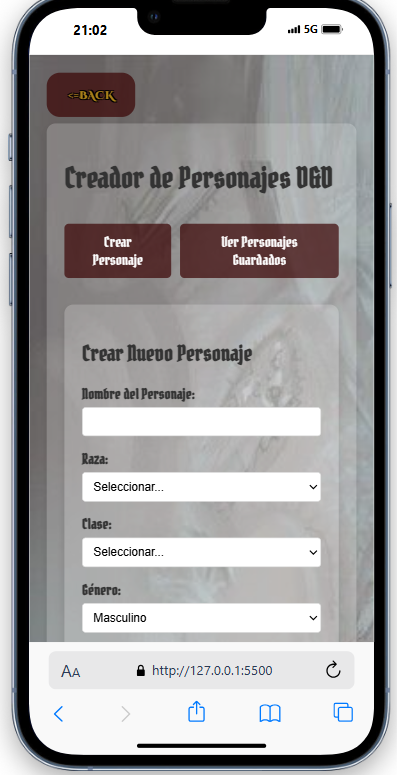 21:02
5G
<=BACK
Creador de Personajes D&D
Crear
Personaje
Ver Personajes
Guardados
Crear Nuevo Personaje
Nombre del Personaje:
Raza:
Seleccionar...
Clase:
Seleccionar...
Género:
Masculino
AA
http://127.0.0.1:5500